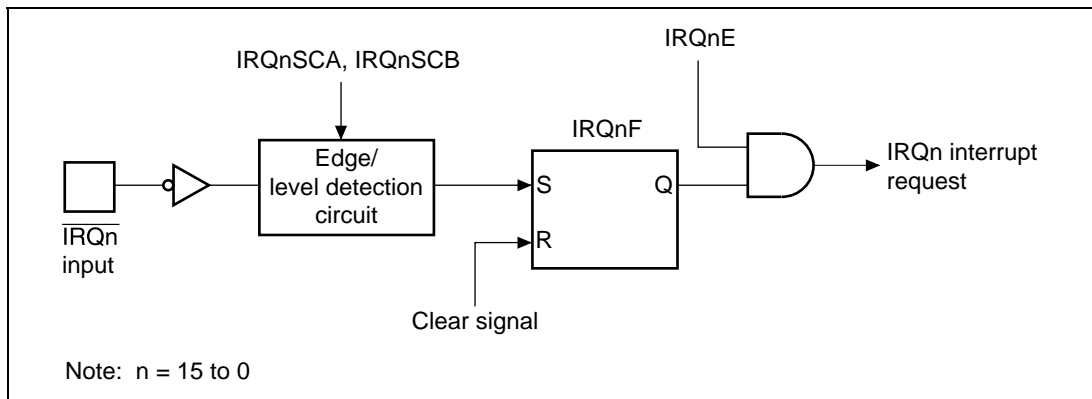 IRQnE
IRQnSCA, IRQnSCB
IRQnF
Edge/
level detection
circuit
S
Q
R
IRQn interrupt
request
IRQn
input
Clear signal
Note: n = 15 to 0